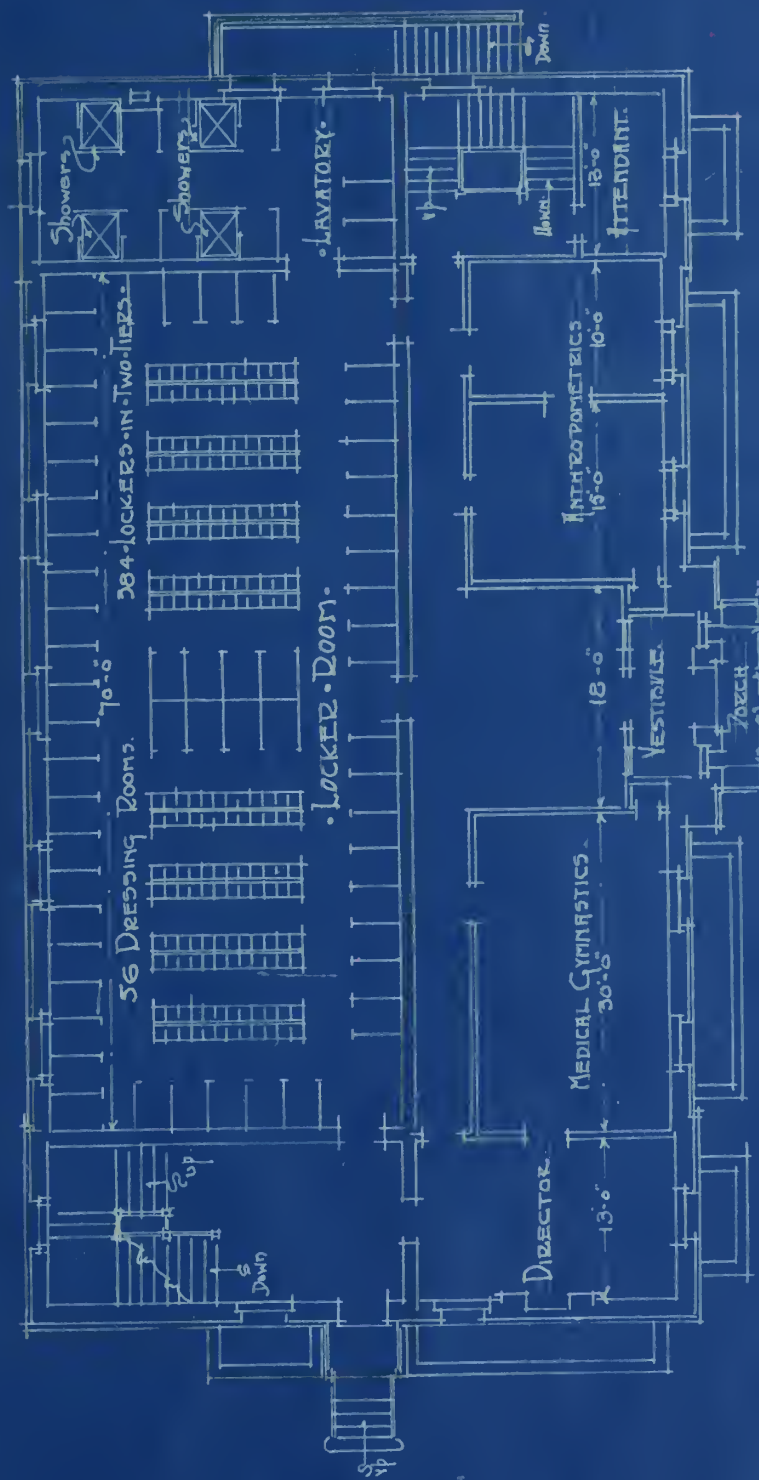 Showers
Showers
·LAVATORY·
Down
Up
Down
ATTENDANT.
13'-0"
384·LOCKERS·IN·TWO·TIERS·
70'-0"
56 DRESSING ROOMS.
·LOCKER·ROOM·
ANTHROPOMETRICS
10'-0"
15'-0"
18'-0"
VESTIBULE.
PORCH
MEDICAL GYMNASTICS.
30'-0"
DIRECTOR.
13'-0"
Up
Down
Up